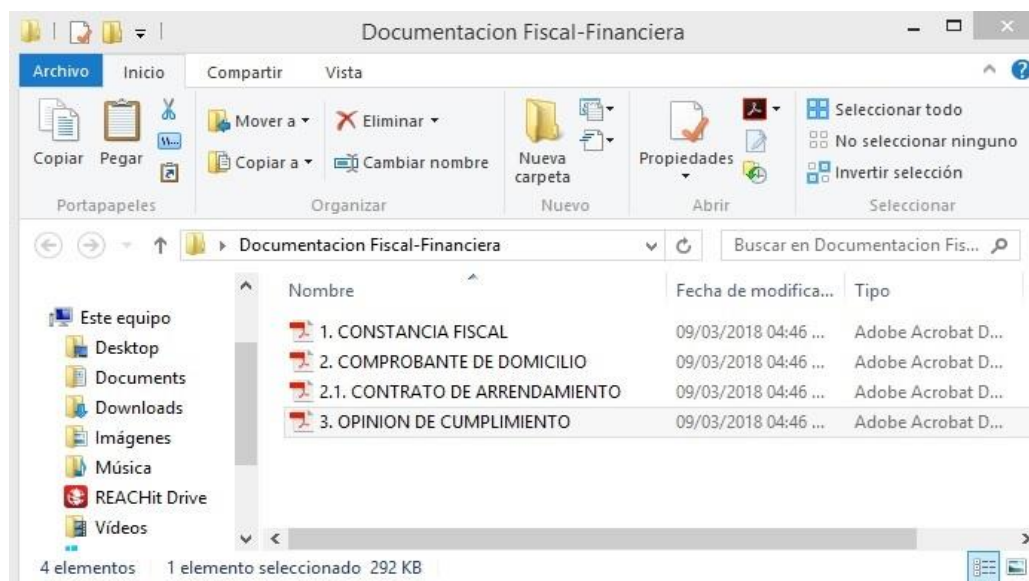 Documentacion Fiscal-Financiera
Archivo Inicio Compartir Vista
Copiar
Pegar
Mover a
Copiar a
Eliminar
Cambiar nombre
Nueva
carpeta
Propiedades
Seleccionar todo
No seleccionar ninguno
Invertir selección
Portapapeles Organizar Nuevo Abrir Seleccionar
Documentacion Fiscal-Financiera
Buscar en Documentacion Fis...
Nombre Fecha de modifica... Tipo
1. CONSTANCIA FISCAL 09/03/2018 04:46 ... Adobe Acrobat D...
2. COMPROBANTE DE DOMICILIO 09/03/2018 04:46 ... Adobe Acrobat D...
2.1. CONTRATO DE ARRENDAMIENTO 09/03/2018 04:46 ... Adobe Acrobat D...
3. OPINION DE CUMPLIMIENTO 09/03/2018 04:46 ... Adobe Acrobat D...
Este equipo
Desktop
Documents
Downloads
Imágenes
Música
REACHit Drive
Vídeos
4 elementos 1 elemento seleccionado 292 KB